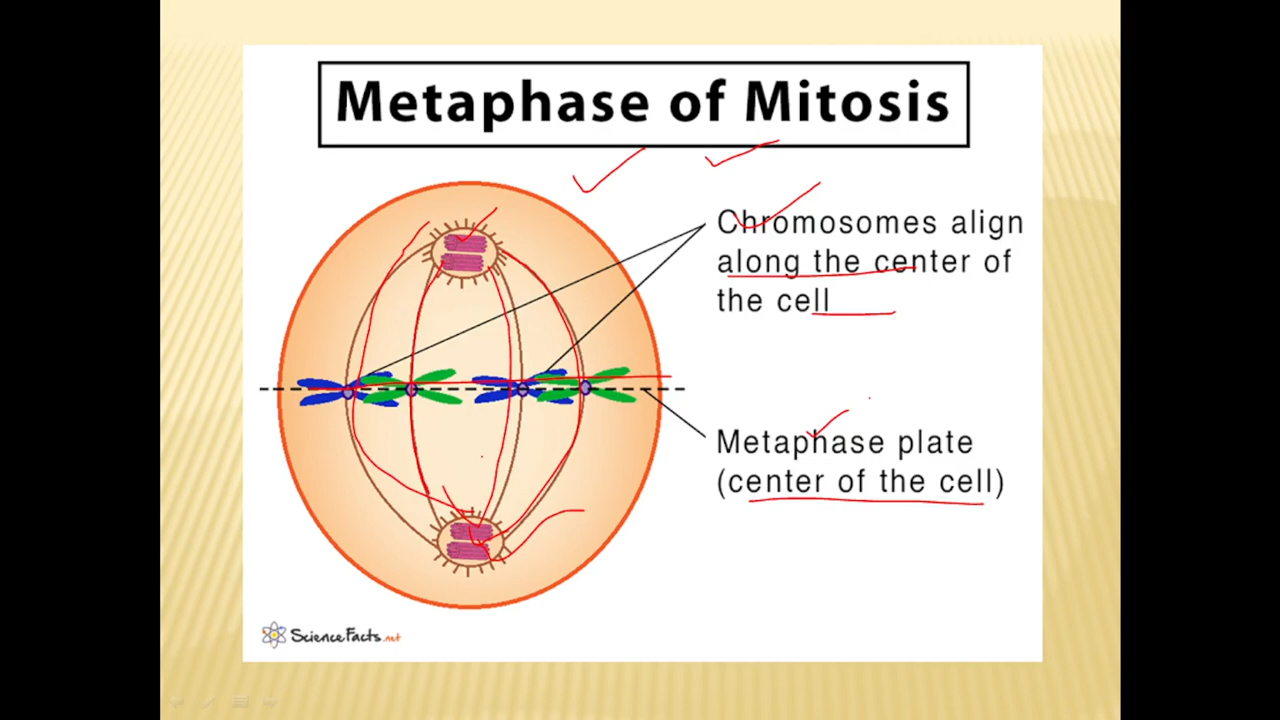 Metaphase of Mitosis
Chromosomes align
along the center of
the cell
Metaphase plate
(center of the cell)
ScienceFacts.net